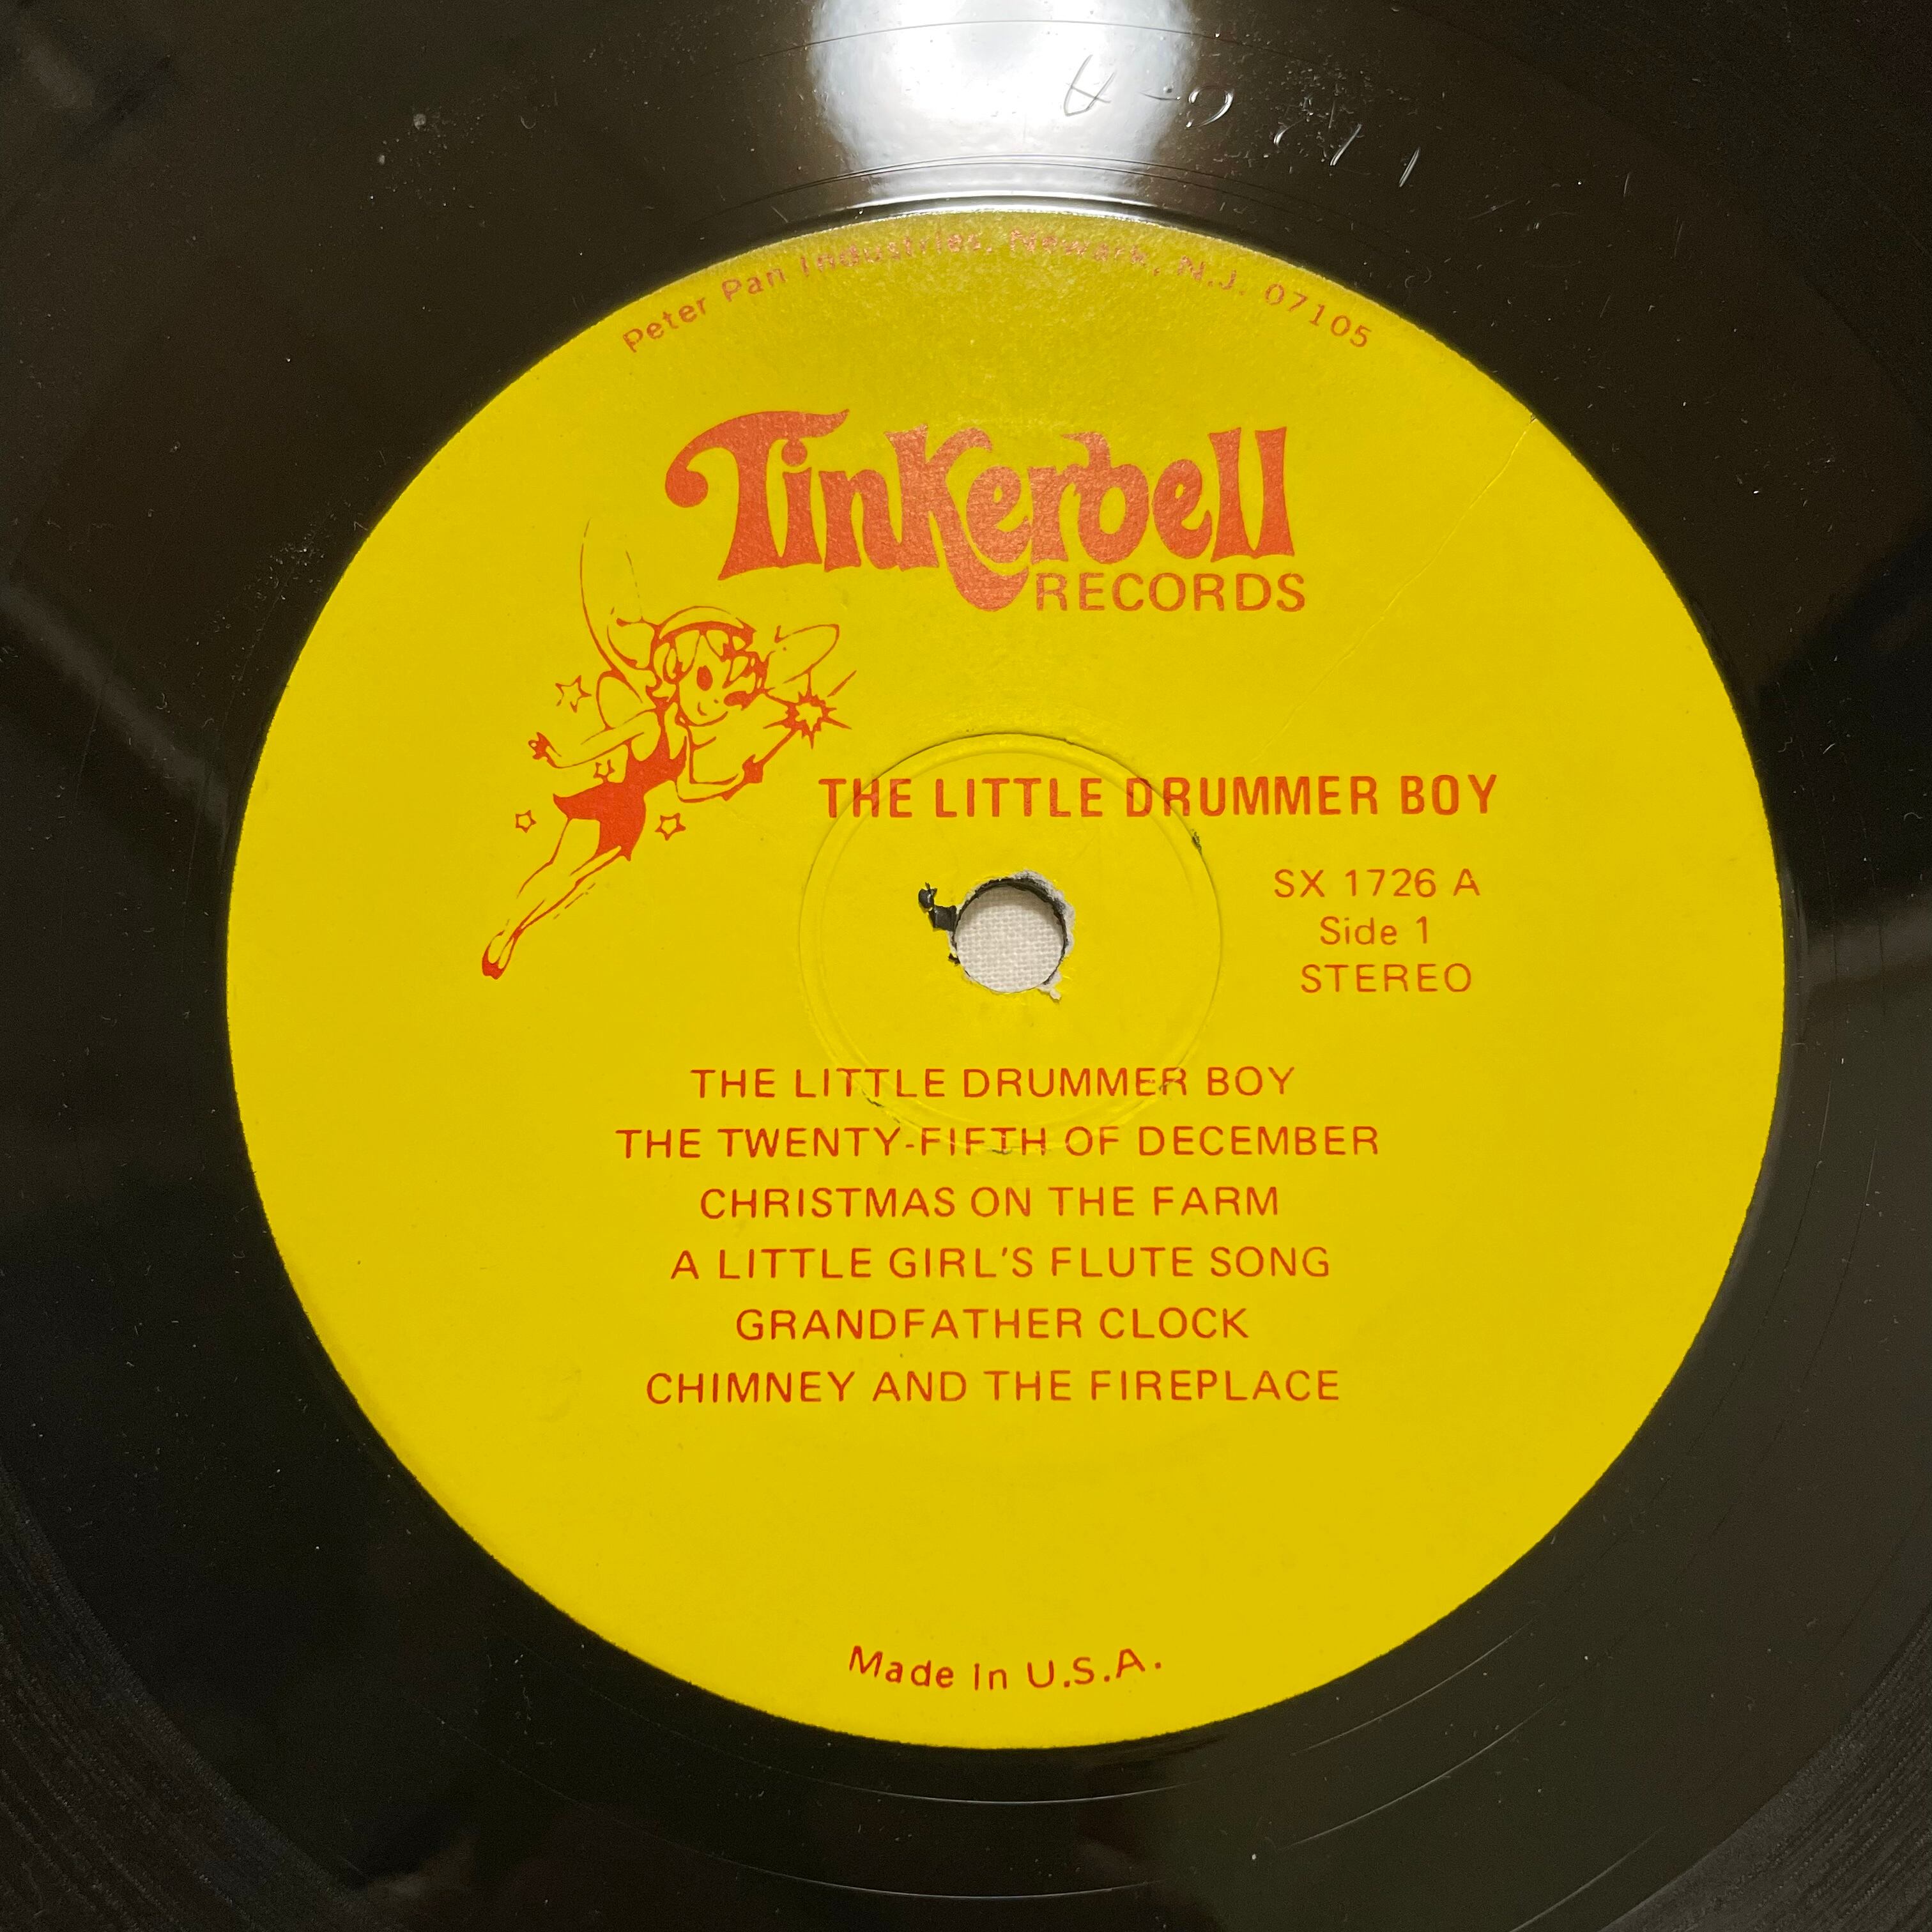 Peter Pan Industries, Newark, N.J. 07105
Tinkerbell
RECORDS
THE LITTLE DRUMMER BOY
SX 1726 A
Side 1
STEREO
THE LITTLE DRUMMER BOY
THE TWENTY-FIFTH OF DECEMBER
CHRISTMAS ON THE FARM
A LITTLE GIRL'S FLUTE SONG
GRANDFATHER CLOCK
CHIMNEY AND THE FIREPLACE
Made in U.S.A.